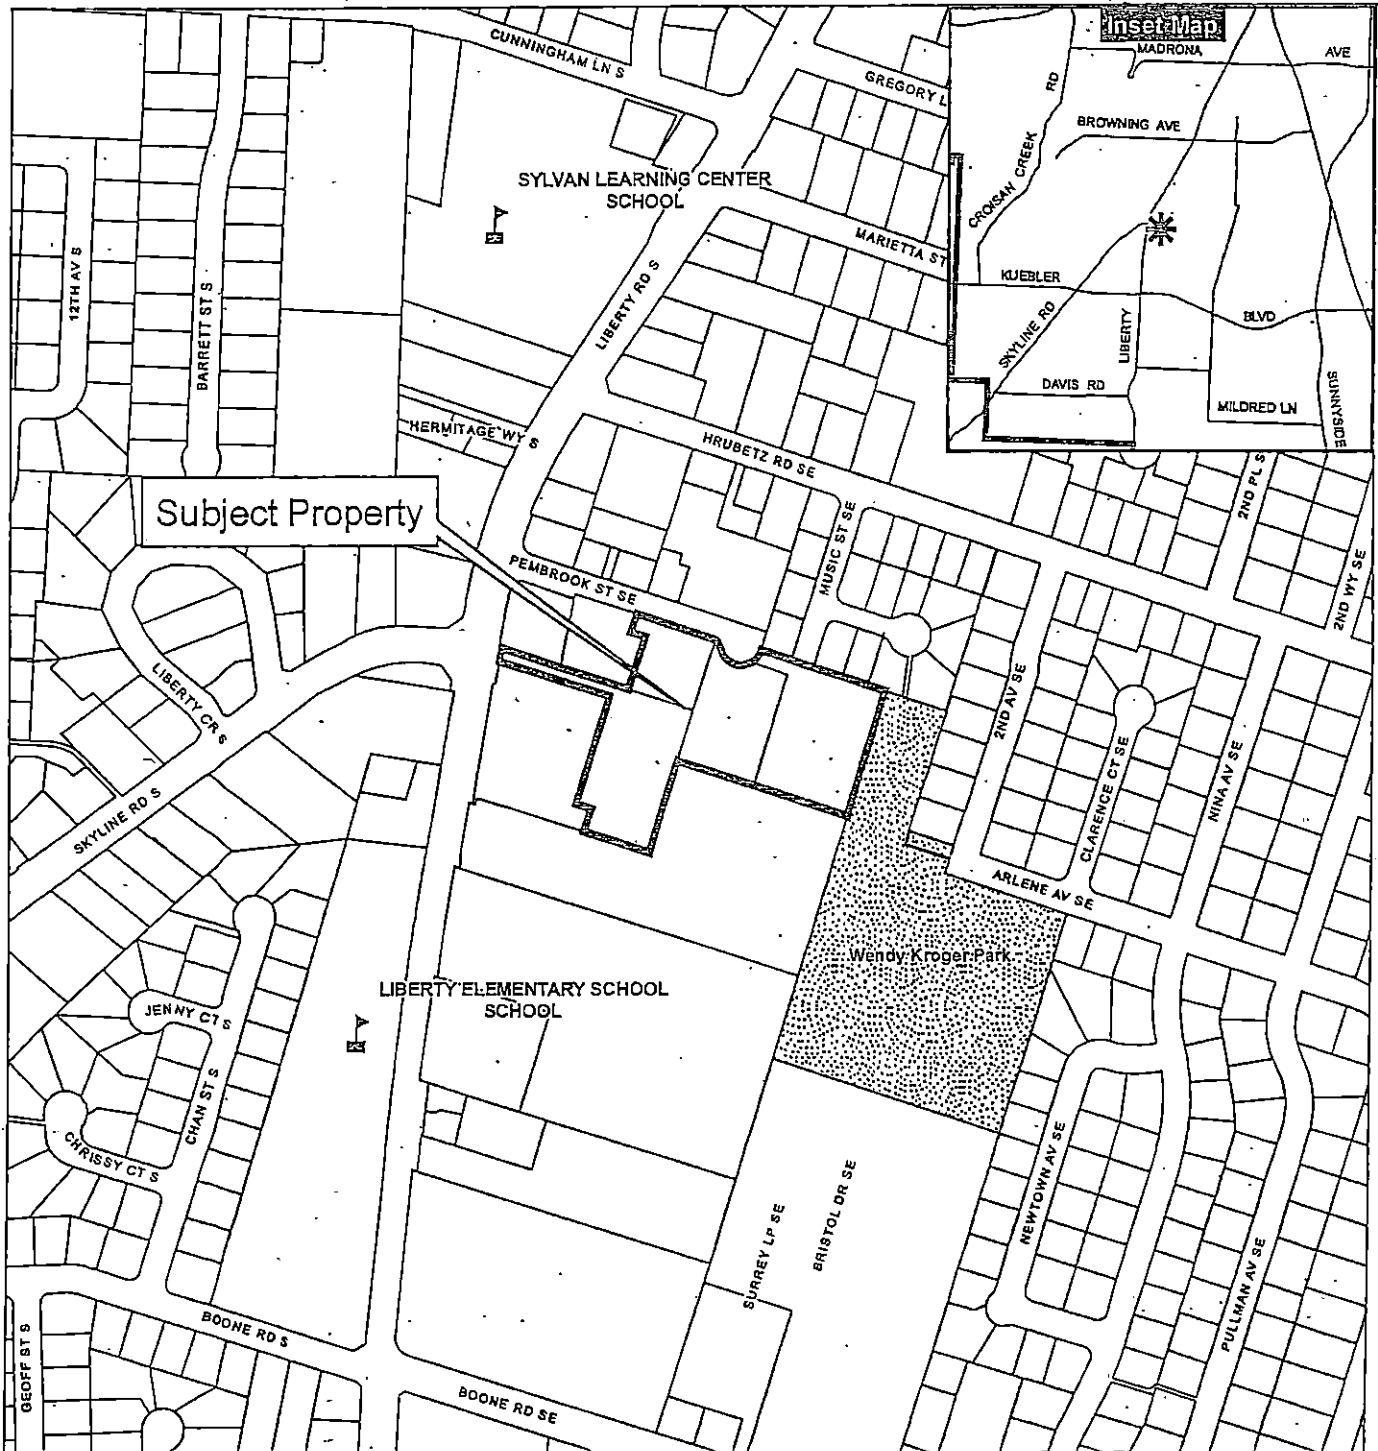 Inset Map
MADRONA
AVE
RD
BROWNING AVE
CROISAN CREEK
KUEBLER
BLVD
SKYLINE RD
LIBERTY
DAVIS RD
MILDRED LN
SUNNYSIDE
CUNNINGHAM LN S
GREGORY L
SYLVAN LEARNING CENTER
SCHOOL
MARIETTA ST
12TH AV S
BARRETT ST S
LIBERTY RD S
HERMITAGE WY S
HRUBETZ RD SE
2ND PL S
Subject Property
MUSIC ST SE
PEMBROOK ST SE
2ND WY SE
LIBERTY CR S
2ND AV SE
CLARENCE CT SE
NINA AV SE
SKYLINE RD S
ARLENE AV SE
Wendy Kroger Park
LIBERTY ELEMENTARY SCHOOL
SCHOOL
JENNY CT S
CHAN ST S
CHRISSY CT S
NEWTOWN AV SE
BRISTOL DR SE
SURREY LP SE
PULLMAN AV SE
BOONE RD S
GEOFF ST S
BOONE RD SE